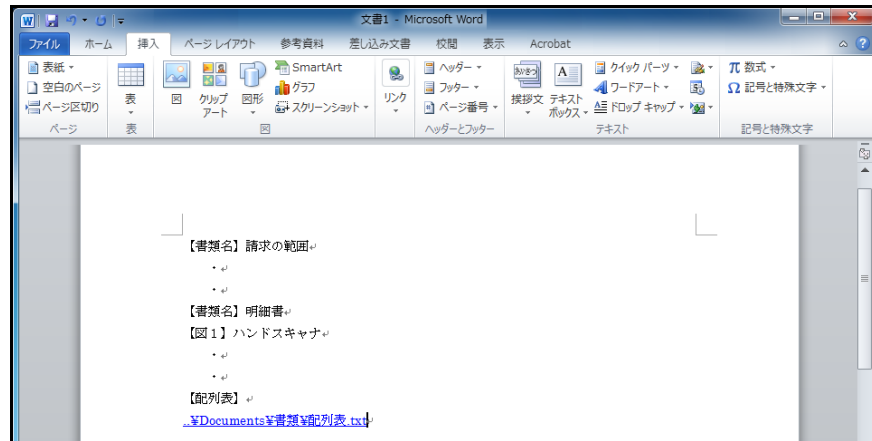 文書1 - Microsoft Word
ファイル ホーム 挿入 ページ レイアウト 参考資料 差し込み文書 校閲 表示 Acrobat
表紙
空白のページ
ページ区切り
ページ
表
表
図
クリップ
アート
図形
SmartArt
グラフ
スクリーンショット
図
リンク
ヘッダー
フッター
ページ番号
ヘッダーとフッター
あいさつ
挨拶文
A
テキスト
ボックス
クイック パーツ
ワードアート
ドロップ キャップ
テキスト
π 数式
Ω 記号と特殊文字
記号と特殊文字
【書類名】請求の範囲
・
・
【書類名】明細書
【図1】ハンドスキャナ
・
・
【配列表】
..¥Documents¥書類¥配列表.txt